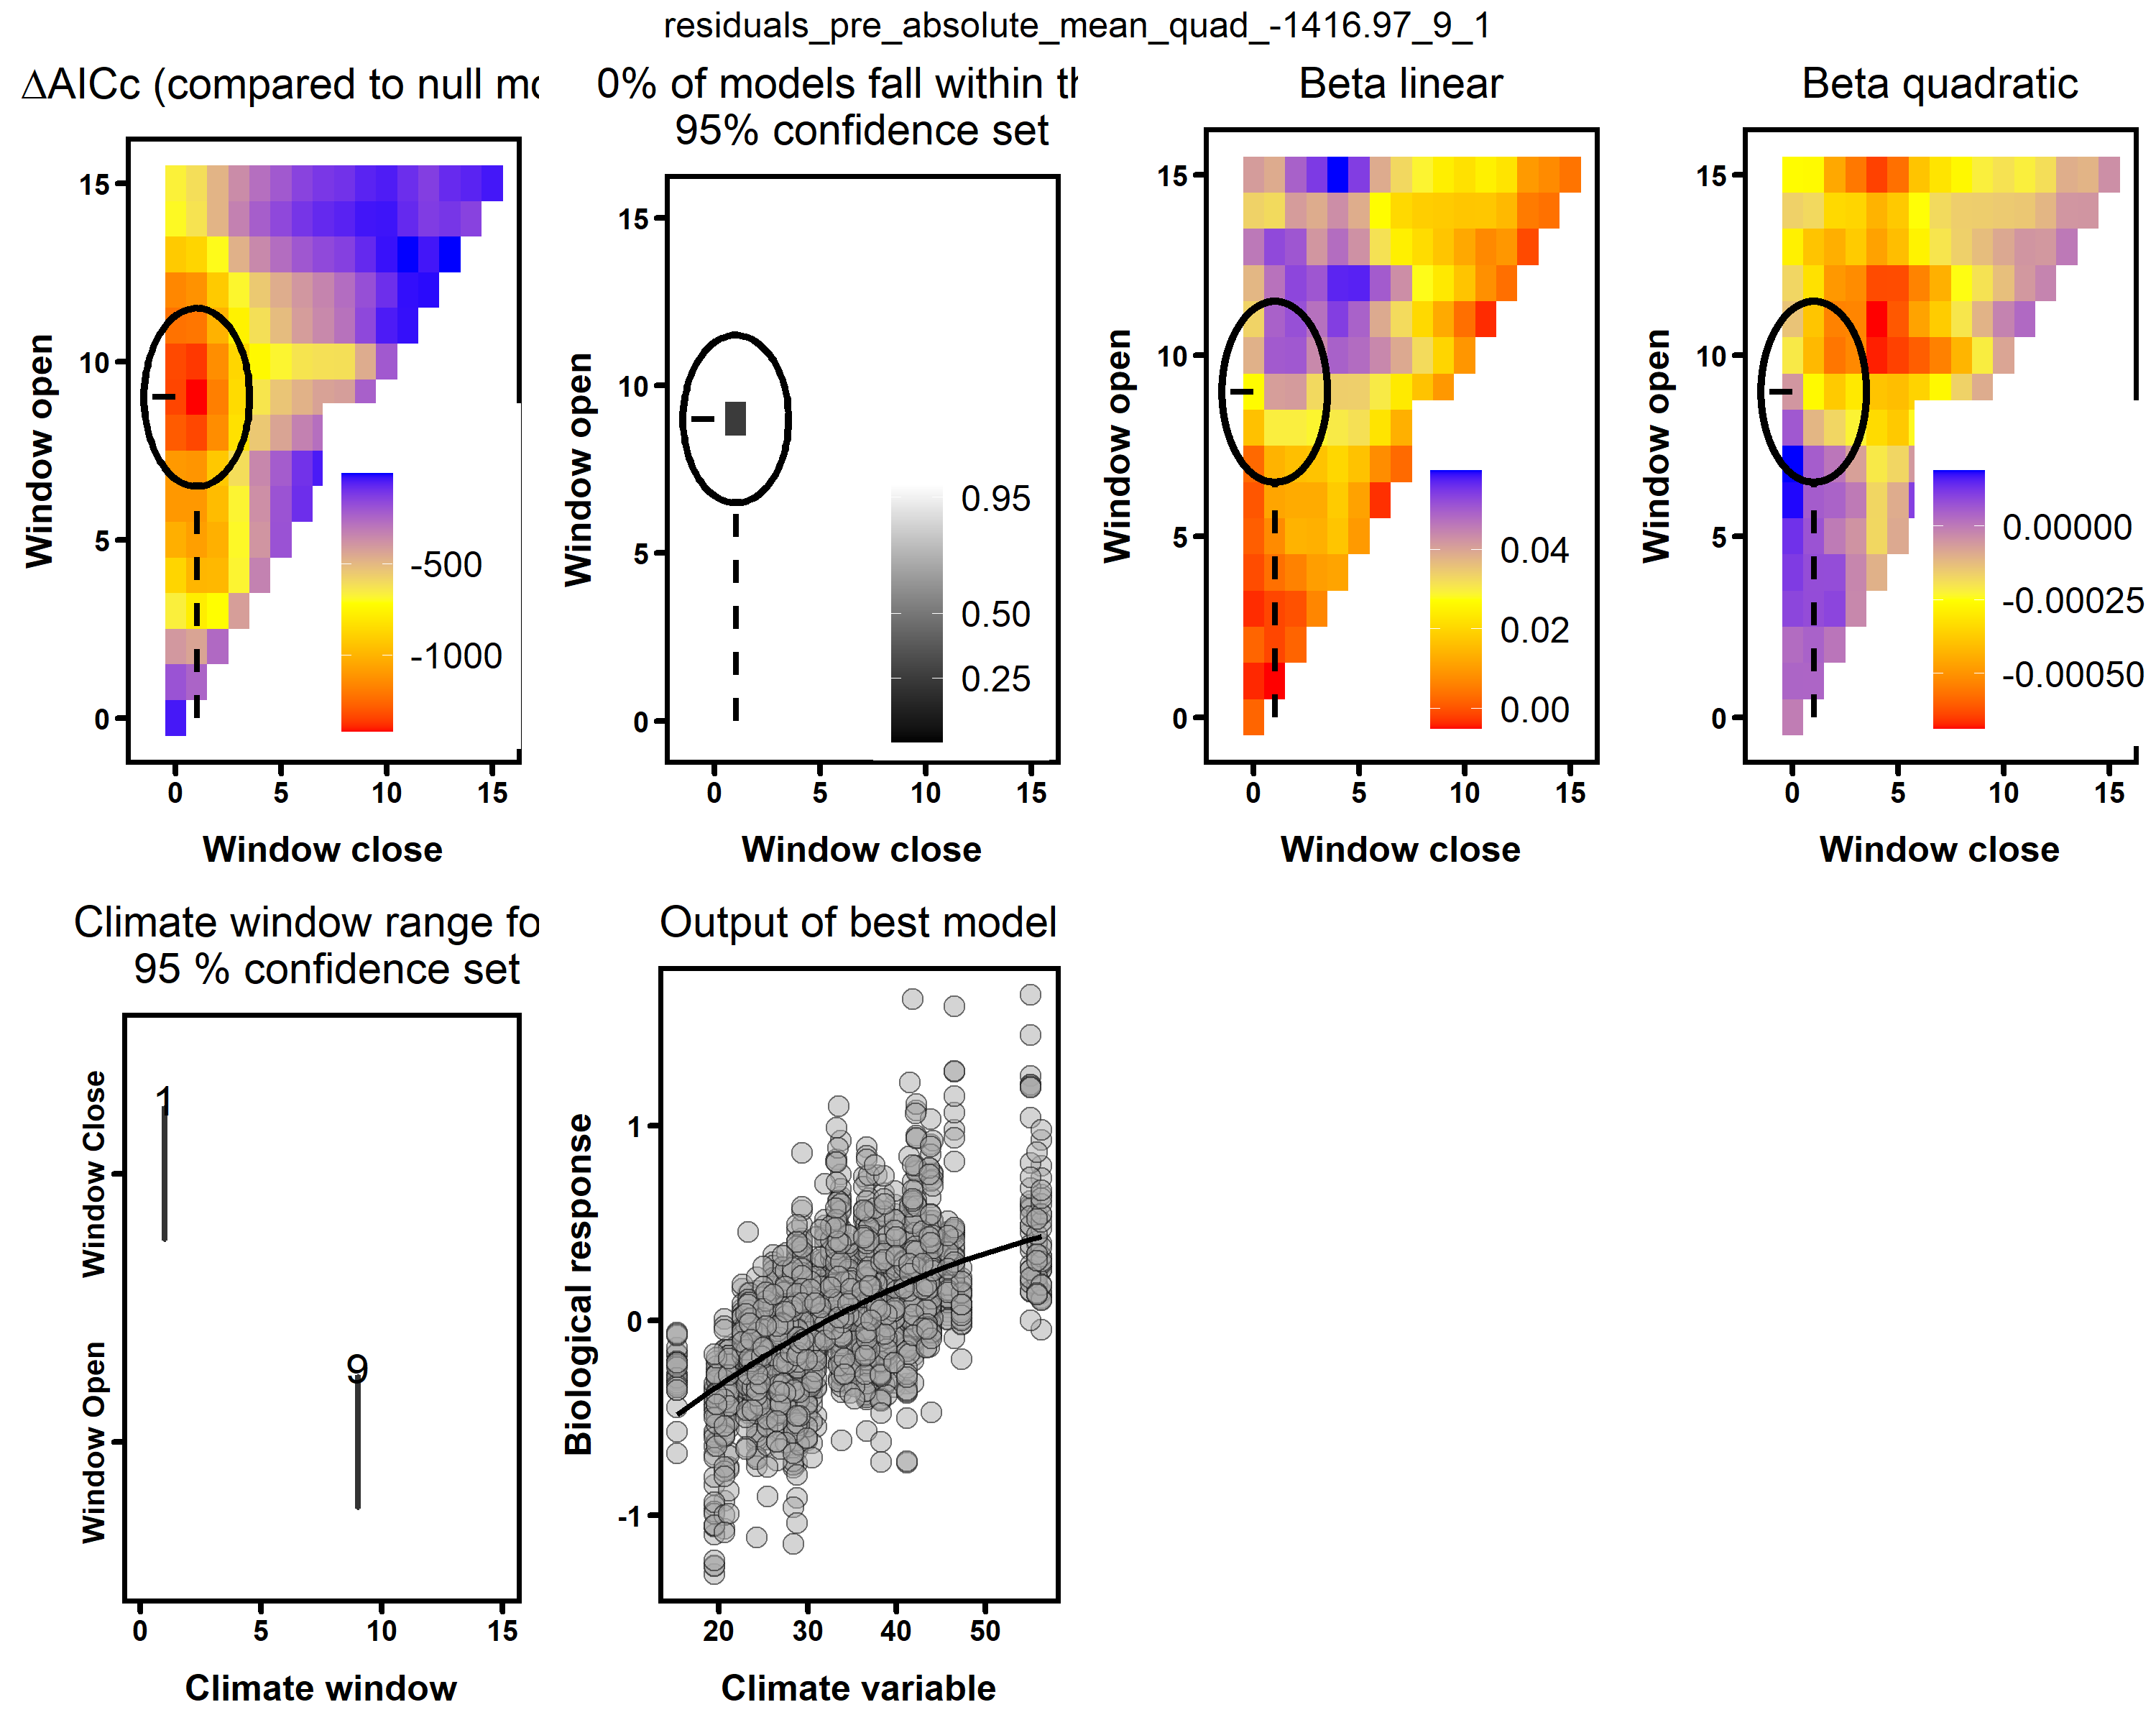 residuals_pre_absolute_mean_quad_-1416.97_9_1
ΔAICc (compared to null mo
Window open
15
10
5
0
-500
-1000
0 5 10 15
Window close
0% of models fall within th
95% confidence set
Window open
15
10
5
0
0.95
0.50
0.25
0 5 10 15
Window close
Beta linear
Window open
15
10
5
0
0.04
0.02
0.00
0 5 10 15
Window close
Beta quadratic
Window open
15
10
5
0
0.00000
-0.00025
-0.00050
0 5 10 15
Window close
Climate window range fo
95 % confidence set
Window Close
Window Open
1
9
0 5 10 15
Climate window
Output of best model
Biological response
1
0
-1
20 30 40 50
Climate variable